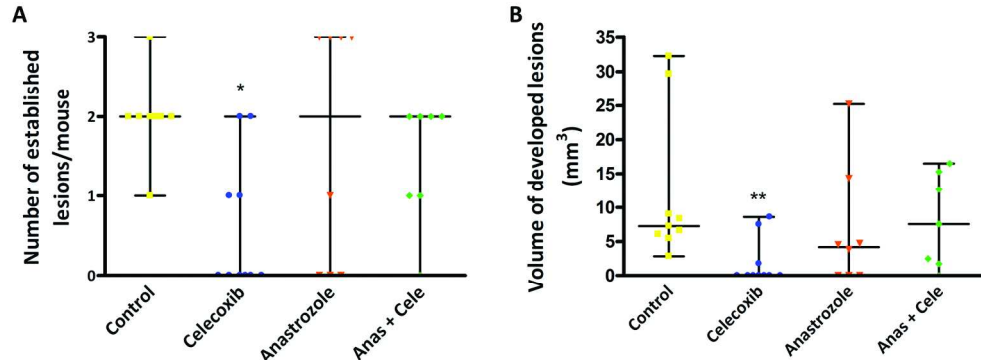 A
Number of established
lesions/mouse
3
2
1
0
*
Control
Celecoxib
Anastrozole
Anas + Cele
B
Volume of developed lesions
(mm³)
35
30
25
20
15
10
5
0
**
Control
Celecoxib
Anastrozole
Anas + Cele